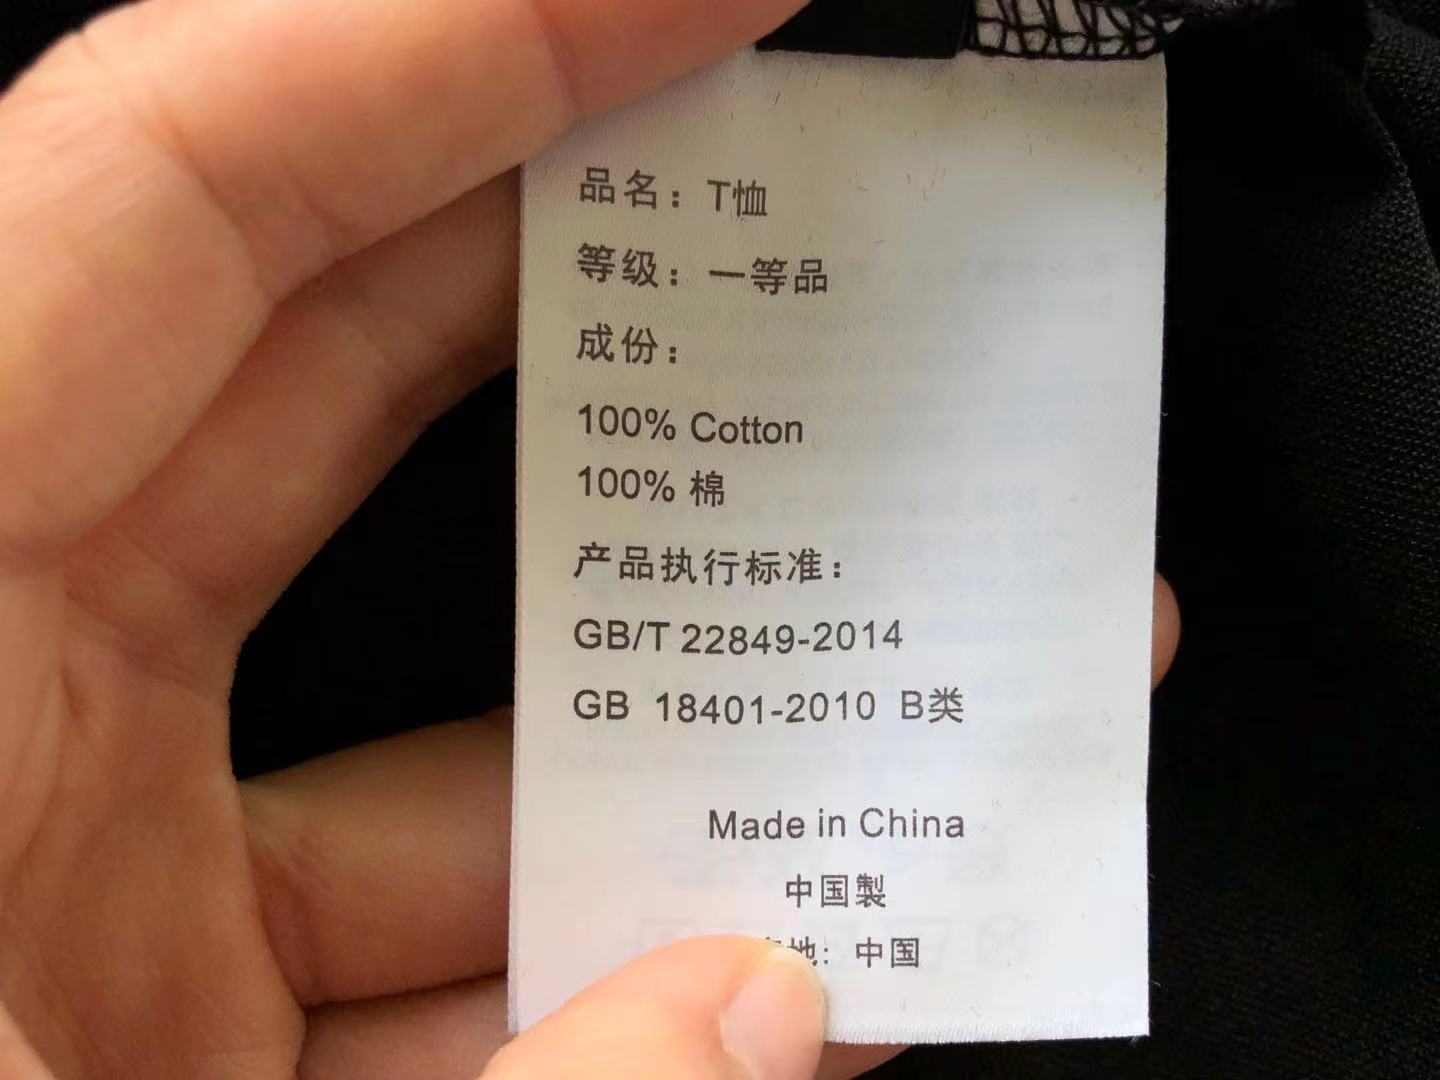 品名：T恤
等级：一等品
成份：
100% Cotton
100% 棉
产品执行标准：
GB/T 22849-2014
GB 18401-2010 B类
Made in China
中国製
地：中国